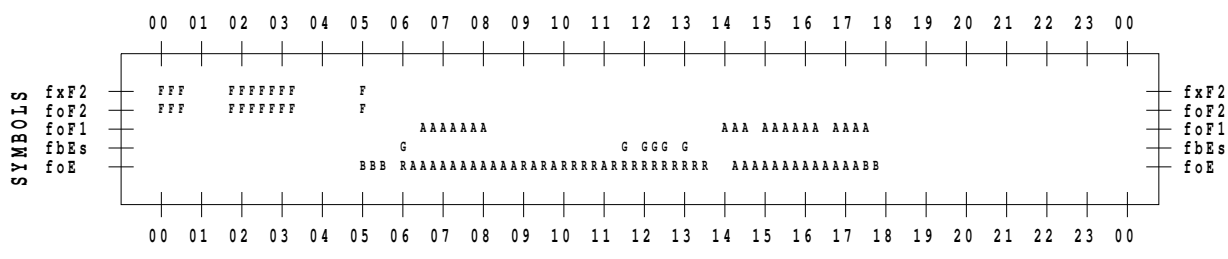 00 01 02 03 04 05 06 07 08 09 10 11 12 13 14 15 16 17 18 19 20 21 22 23 00
SYMBOLS
fxF2 FFF FFFFFFF F fxF2
foF2 FFF FFFFFFF F foF2
foF1 AAAAAAA AAA AAAAAA AAAA foF1
fbEs G G GGG G fbEs
foE BBB RAAAAAAAAAAARARARRRRARRRRRRRRRR AAAAAAAAAAAAABB foE
00 01 02 03 04 05 06 07 08 09 10 11 12 13 14 15 16 17 18 19 20 21 22 23 00